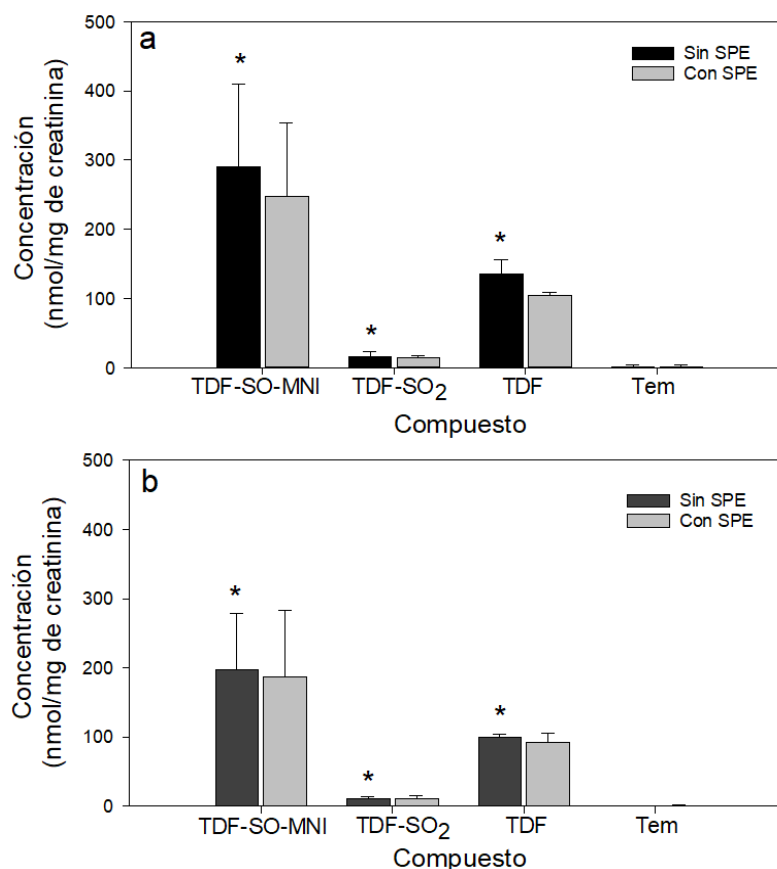 a
500
400
300
200
100
0
Concentración
(nmol/mg de creatinina)
Sin SPE
Con SPE
*
*
*
TDF-SO-MNI TDF-SO2 TDF Tem
Compuesto
b
500
400
300
200
100
0
Concentración
(nmol/mg de creatinina)
Sin SPE
Con SPE
*
*
*
TDF-SO-MNI TDF-SO2 TDF Tem
Compuesto